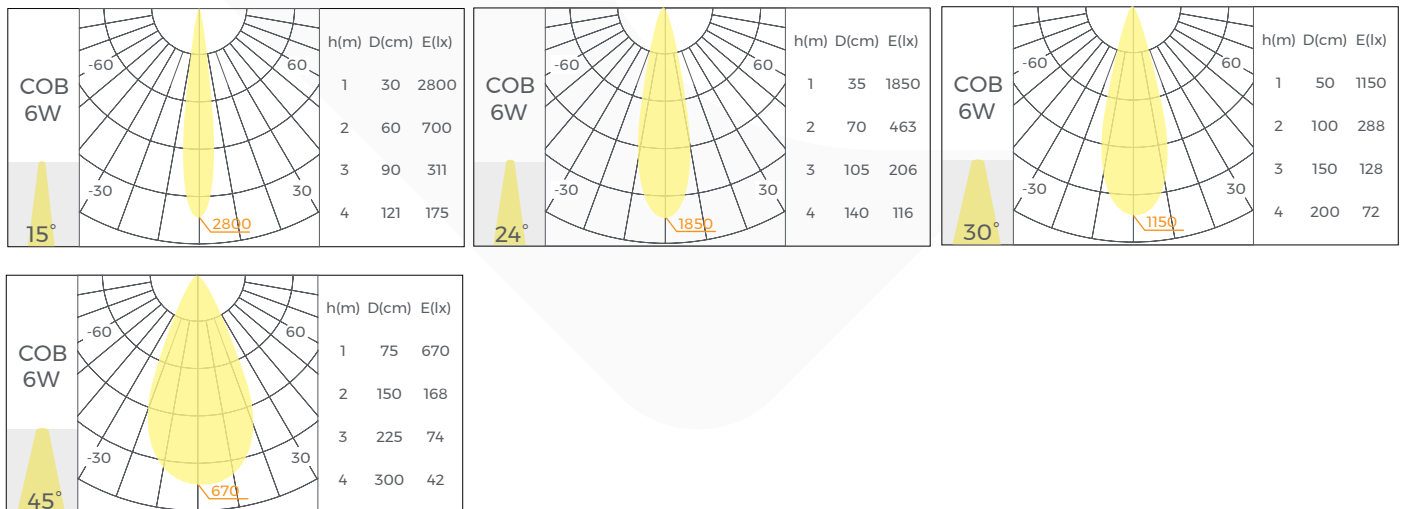 COB
6W
15°
-60
60
-30
30
2800
h(m) D(cm) E(lx)
1 30 2800
2 60 700
3 90 311
4 121 175
COB
6W
24°
-60
60
-30
30
1850
h(m) D(cm) E(lx)
1 35 1850
2 70 463
3 105 206
4 140 116
COB
6W
30°
-60
60
-30
30
1150
h(m) D(cm) E(lx)
1 50 1150
2 100 288
3 150 128
4 200 72
COB
6W
45°
-60
60
-30
30
670
h(m) D(cm) E(lx)
1 75 670
2 150 168
3 225 74
4 300 42